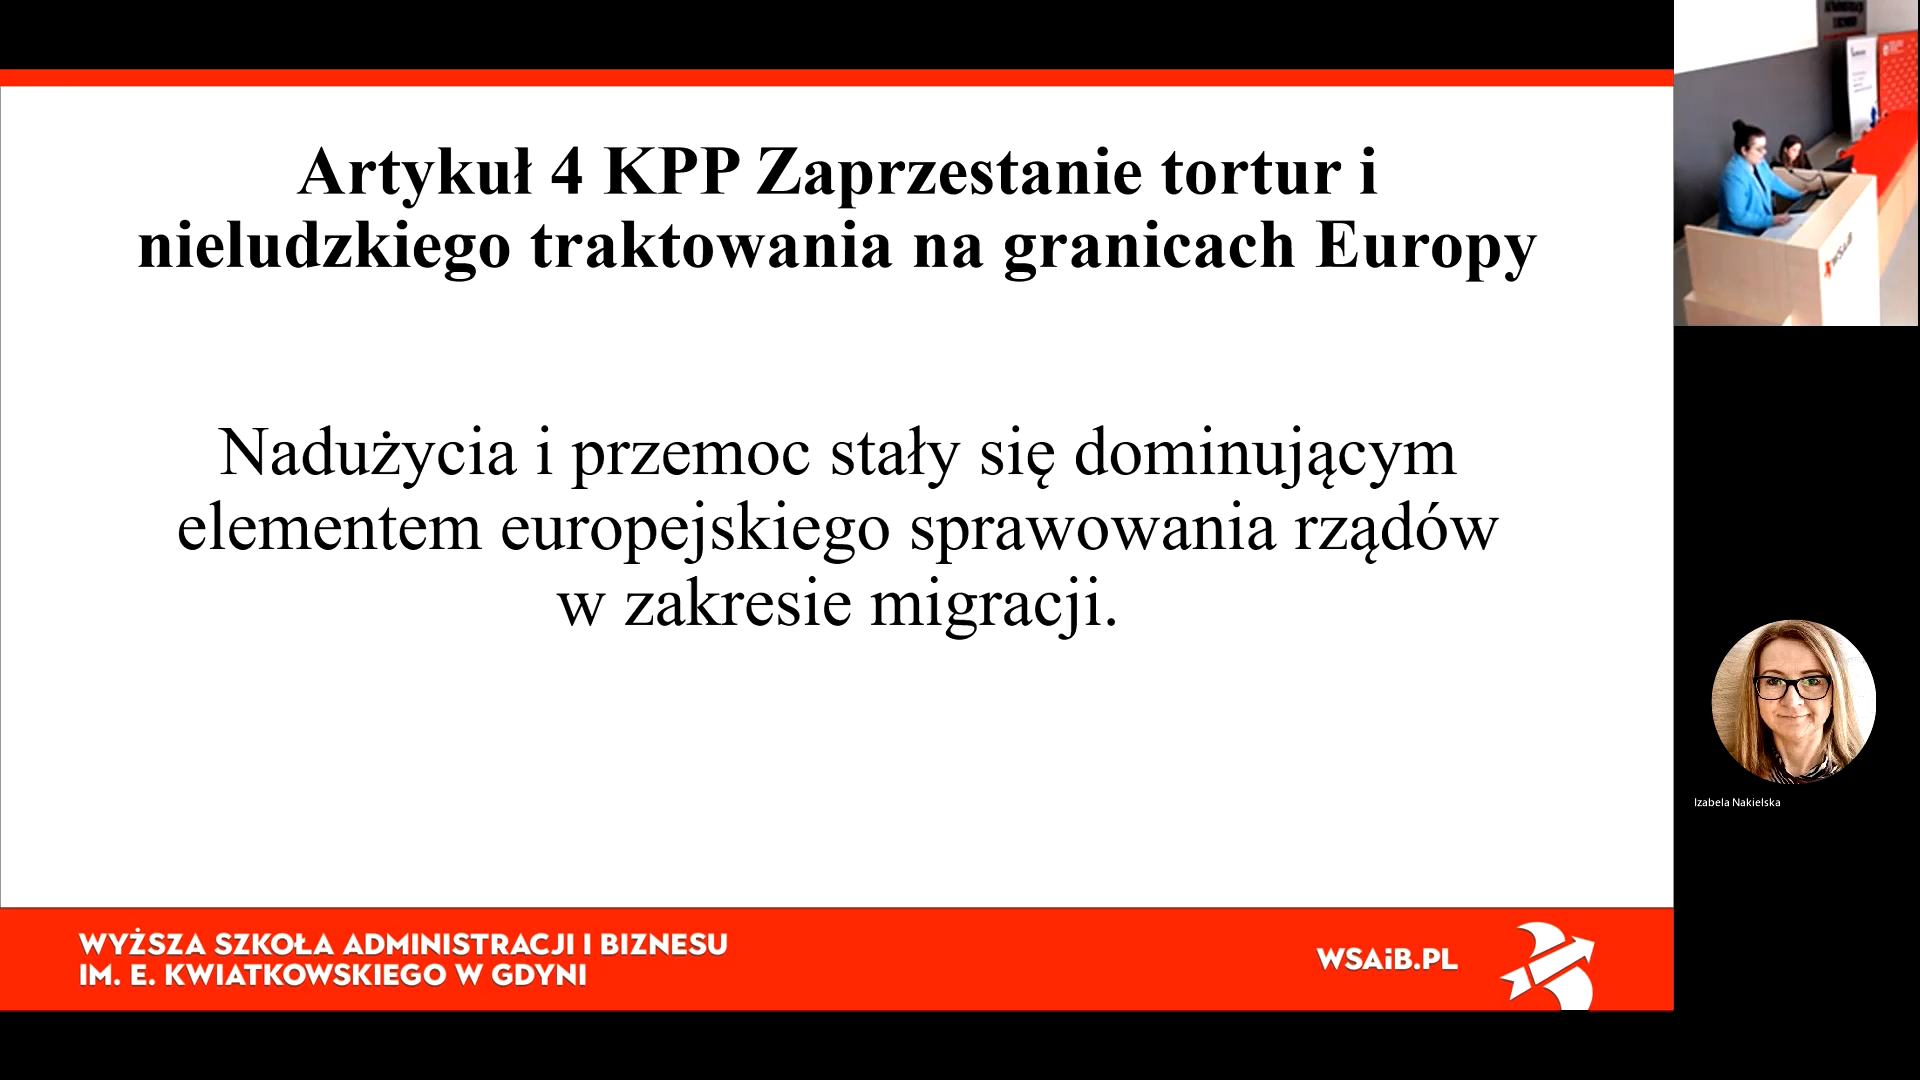 Artykuł 4 KPP Zaprzestanie tortur i
nieludzkiego traktowania na granicach Europy
Nadużycia i przemoc stały się dominującym
elementem europejskiego sprawowania rządów
w zakresie migracji.
WYŻSZA SZKOŁA ADMINISTRACJI I BIZNESU
IM. E. KWIATKOWSKIEGO W GDYNI
WSAiB.PL
WSAiB
Izabela Nakielska